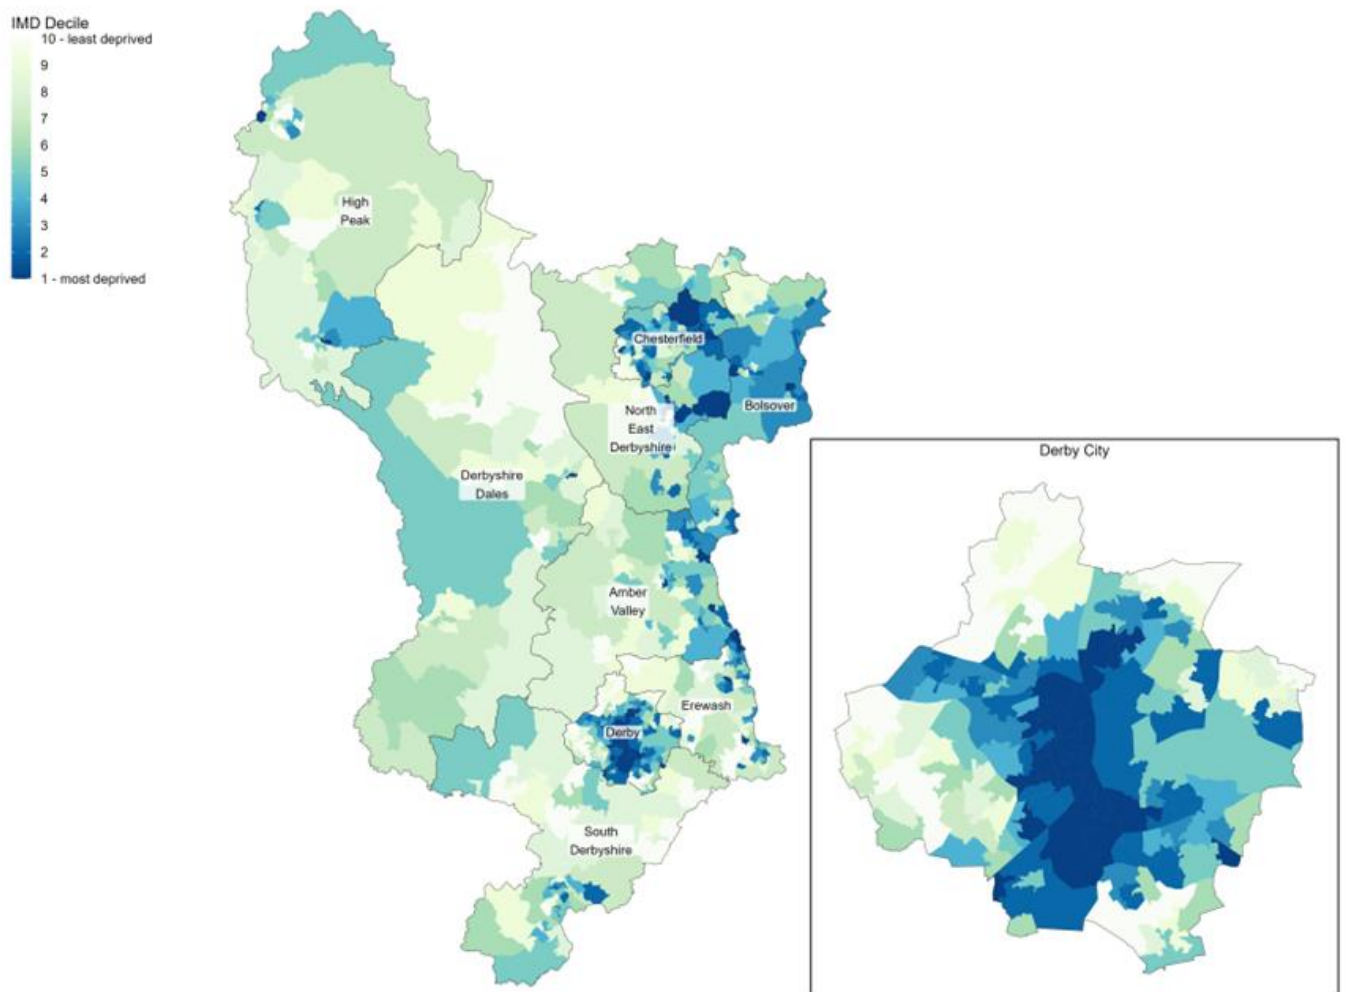 IMD Decile
10 - least deprived
9
8
7
6
5
4
3
2
1 - most deprived
High
Peak
Chesterfield
North
East
Derbyshire
Bolsover
Derbyshire
Dales
Amber
Valley
Erewash
Derby
South
Derbyshire
Derby City